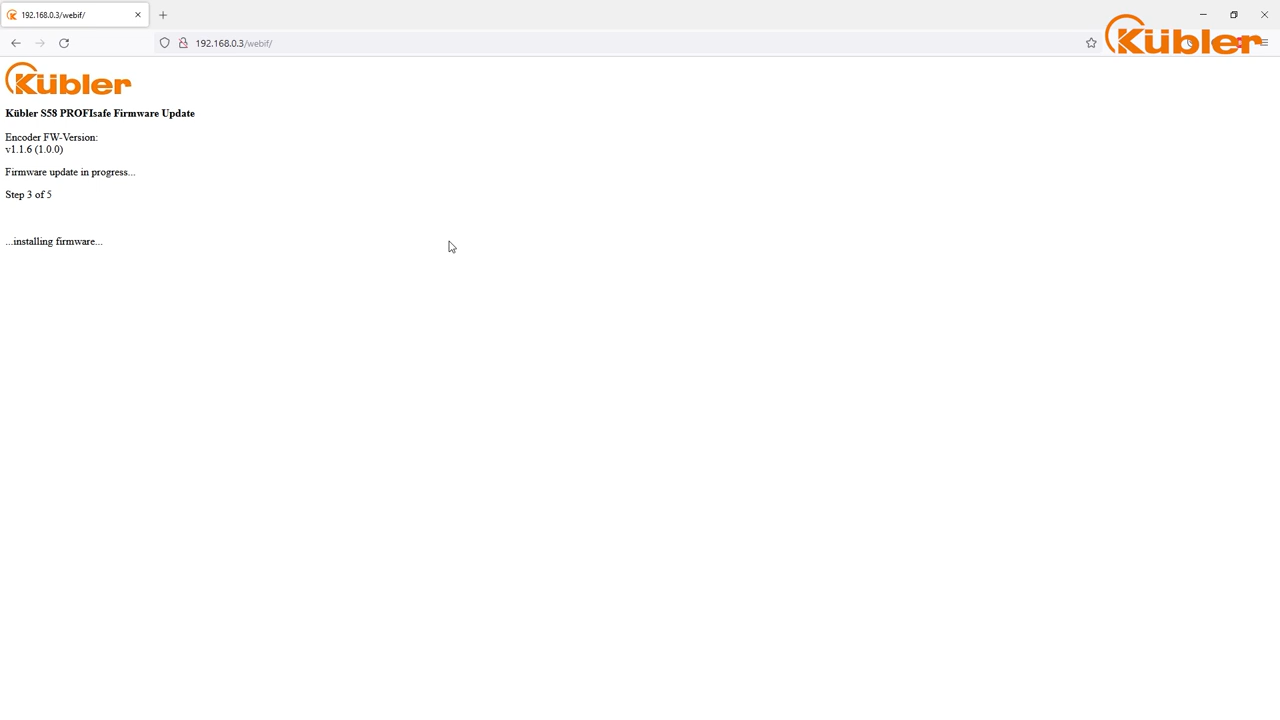 192.168.0.3/webif/
192.168.0.3/webif/
Kübler
Kübler
Kübler S58 PROFIsafe Firmware Update
Encoder FW-Version:
v1.1.6 (1.0.0)
Firmware update in progress...
Step 3 of 5
...installing firmware...